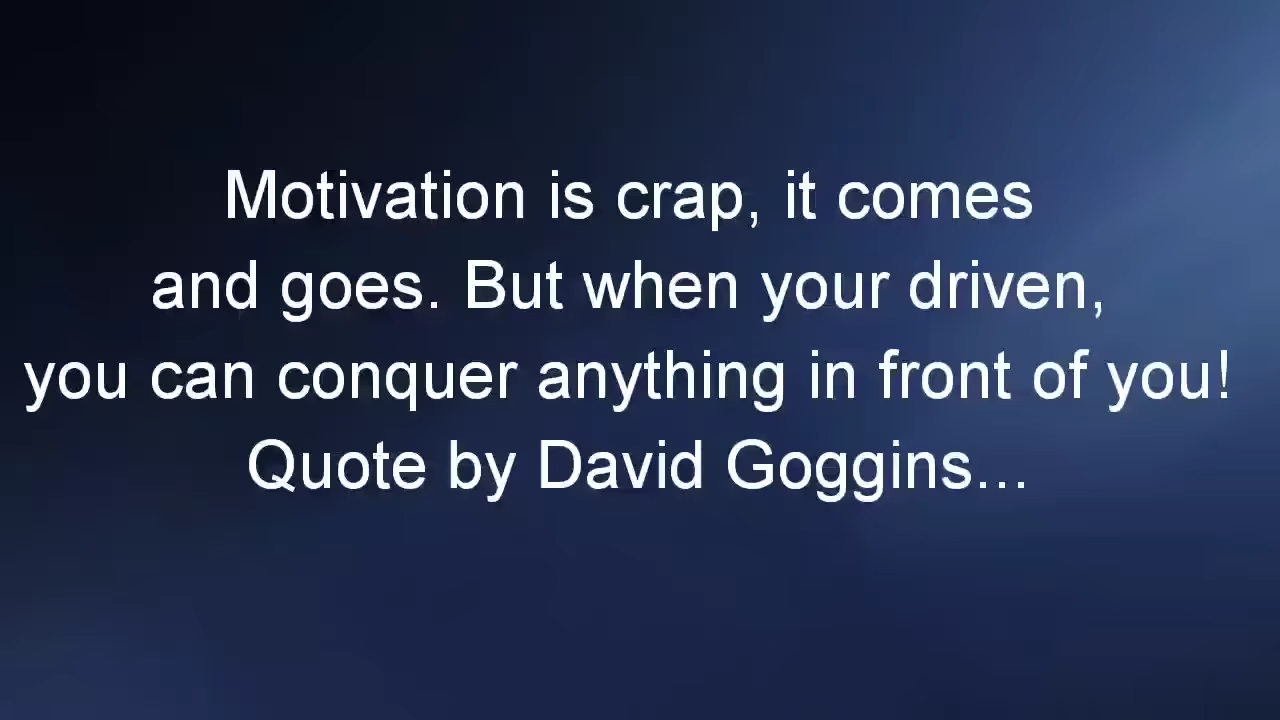 Motivation is crap, it comes
and goes. But when your driven,
you can conquer anything in front of you!
Quote by David Goggins...